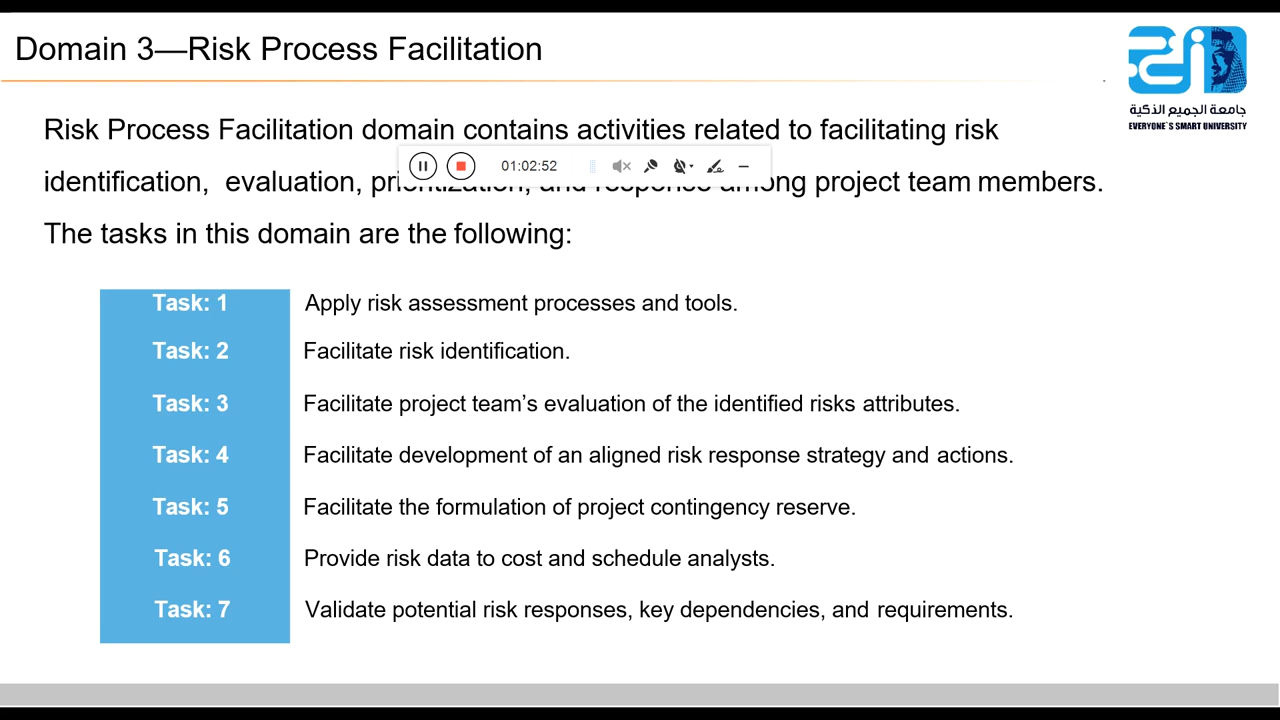 Domain 3—Risk Process Facilitation
جامعة الجميع الذكية
EVERYONE`S SMART UNIVERSITY
Risk Process Facilitation domain contains activities related to facilitating risk
01:02:52
identification, evaluation, prioritization, and response among project team members.
The tasks in this domain are the following:
Task: 1 Apply risk assessment processes and tools.
Task: 2 Facilitate risk identification.
Task: 3 Facilitate project team’s evaluation of the identified risks attributes.
Task: 4 Facilitate development of an aligned risk response strategy and actions.
Task: 5 Facilitate the formulation of project contingency reserve.
Task: 6 Provide risk data to cost and schedule analysts.
Task: 7 Validate potential risk responses, key dependencies, and requirements.